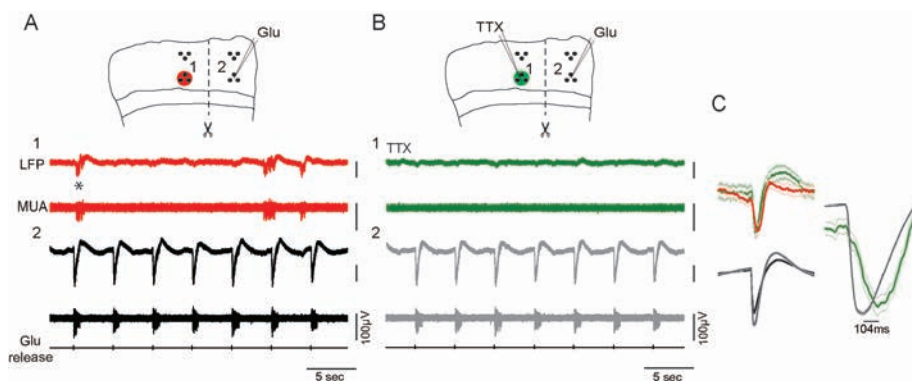 A
Glu
1
2
1
LFP
*
MUA
2
Glu
release
100µV
5 sec
B
TTX
Glu
1
2
1 TTX
2
100µV
5 sec
C
104ms